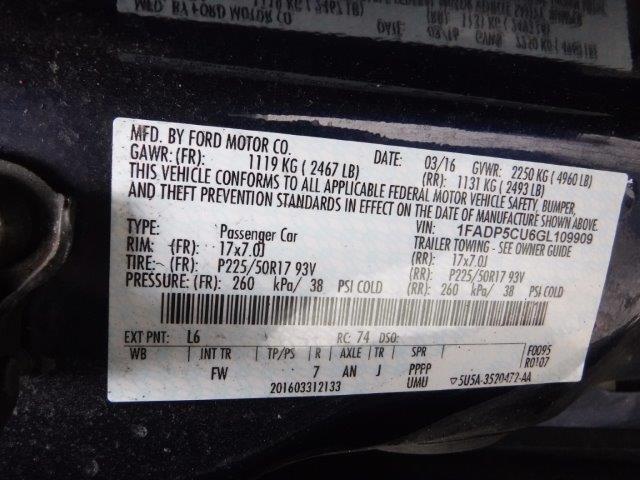 MFD. BY FORD MOTOR CO.
DATE: 03/16 GVWR: 2250 KG ( 4960 LB)
GAWR: (FR): 1119 KG ( 2467 LB) (RR): 1131 KG ( 2493 LB)
THIS VEHICLE CONFORMS TO ALL APPLICABLE FEDERAL MOTOR VEHICLE SAFETY, BUMPER,
AND THEFT PREVENTION STANDARDS IN EFFECT ON THE DATE OF MANUFACTURE SHOWN ABOVE.
VIN: 1FADP5CU6GL109909
TYPE: Passenger Car TRAILER TOWING - SEE OWNER GUIDE
RIM: (FR): 17x7.0J (RR): 17x7.0J
TIRE: (FR): P225/50R17 93V (RR): P225/50R17 93V
PRESSURE: (FR): 260 kPa/ 38 PSI COLD (RR): 260 kPa/ 38 PSI COLD
EXT PNT: L6 RC: 74 DSO:
WB INT TR TP/PS R AXLE TR SPR F0095
R0107
FW 7 AN J PPPP
UMU
201603312133 ▽5U5A-3520472-AA